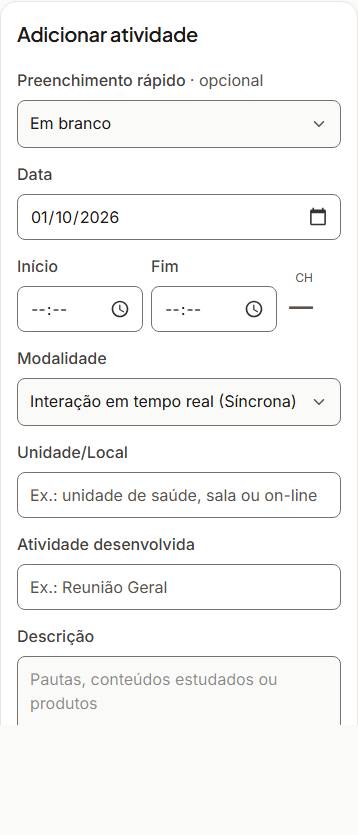 Adicionar atividade
Preenchimento rápido · opcional
Em branco
Data
01/10/2026
Início
Fim
CH
--:--
--:--
—
Modalidade
Interação em tempo real (Síncrona)
Unidade/Local
Ex.: unidade de saúde, sala ou on-line
Atividade desenvolvida
Ex.: Reunião Geral
Descrição
Pautas, conteúdos estudados ou
produtos